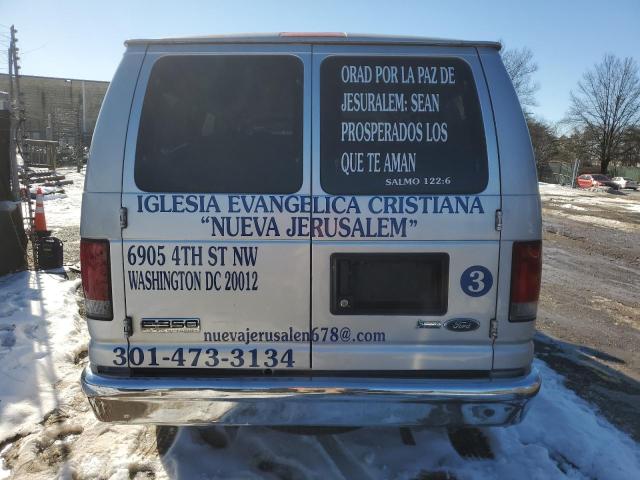 ORAD POR LA PAZ DE
JESURALEM: SEAN
PROSPERADOS LOS
QUE TE AMAN
SALMO 122:6
IGLESIA EVANGELICA CRISTIANA
"NUEVA JERUSALEM"
6905 4TH ST NW
WASHINGTON DC 20012
3
E350
Ford
nuevajerusalen678@.com
301-473-3134